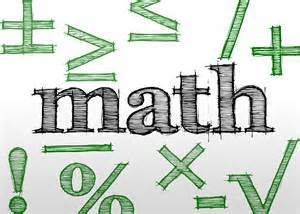 ± ≥ ÷ / +
math
! = % × - √